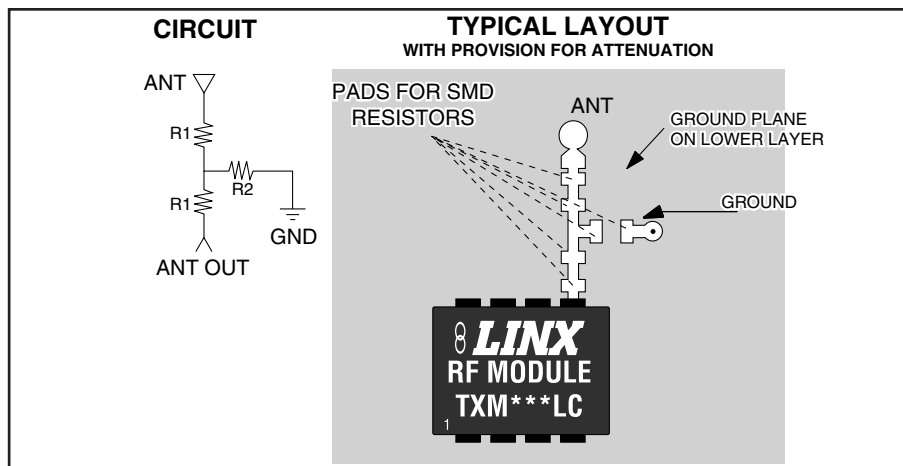 CIRCUIT
ANT
R1
R2
R1
GND
ANT OUT
TYPICAL LAYOUT
WITH PROVISION FOR ATTENUATION
PADS FOR SMD
RESISTORS
ANT
GROUND PLANE
ON LOWER LAYER
GROUND
LINX
RF MODULE
TXM***LC
1